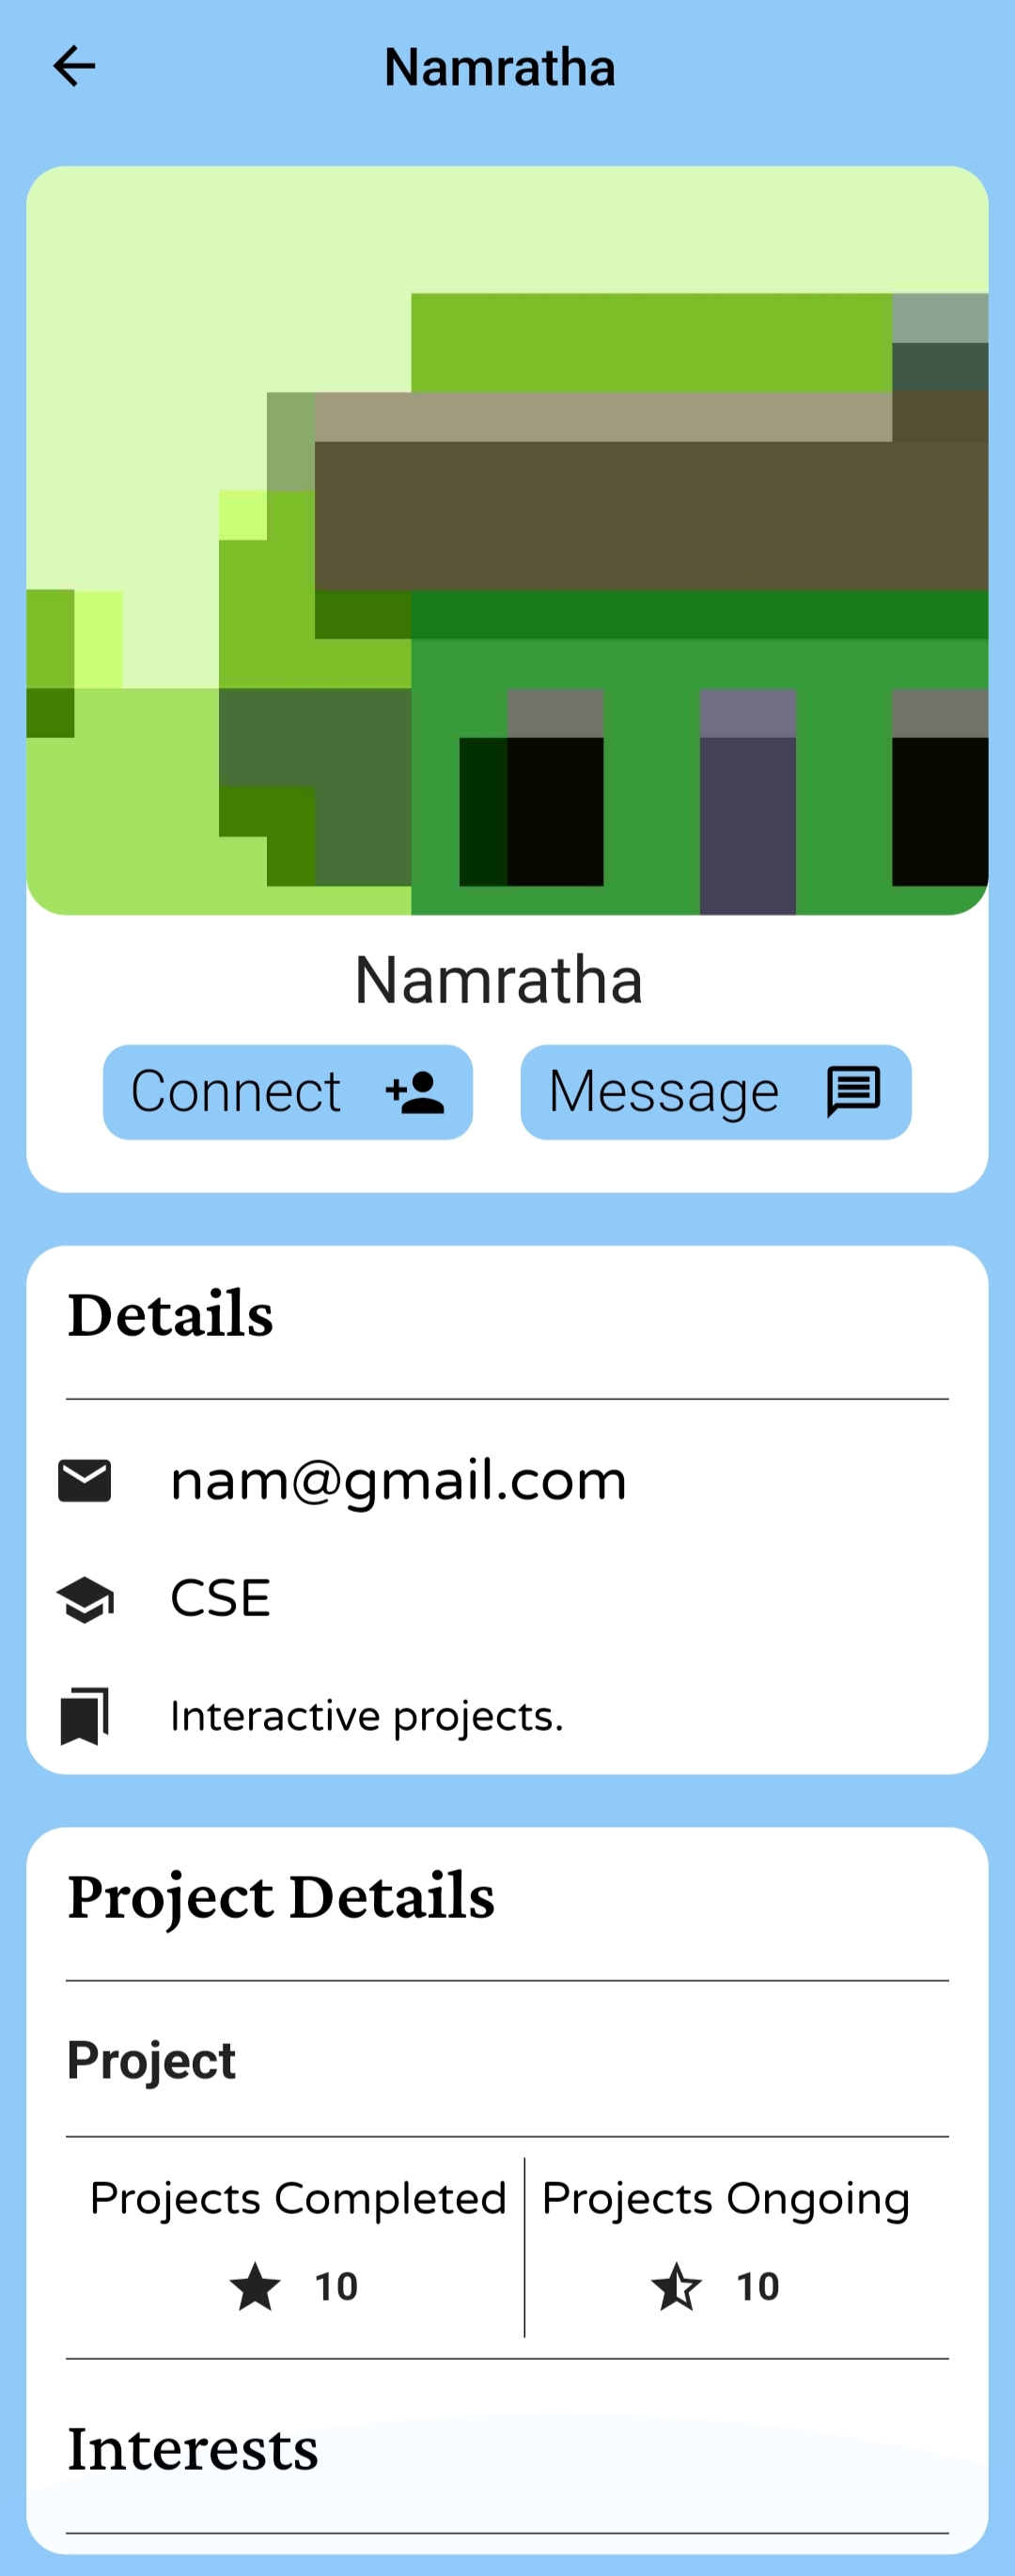 Namratha
Namratha
Connect
Message
Details
nam@gmail.com
CSE
Interactive projects.
Project Details
Project
Projects Completed
Projects Ongoing
10
10
Interests